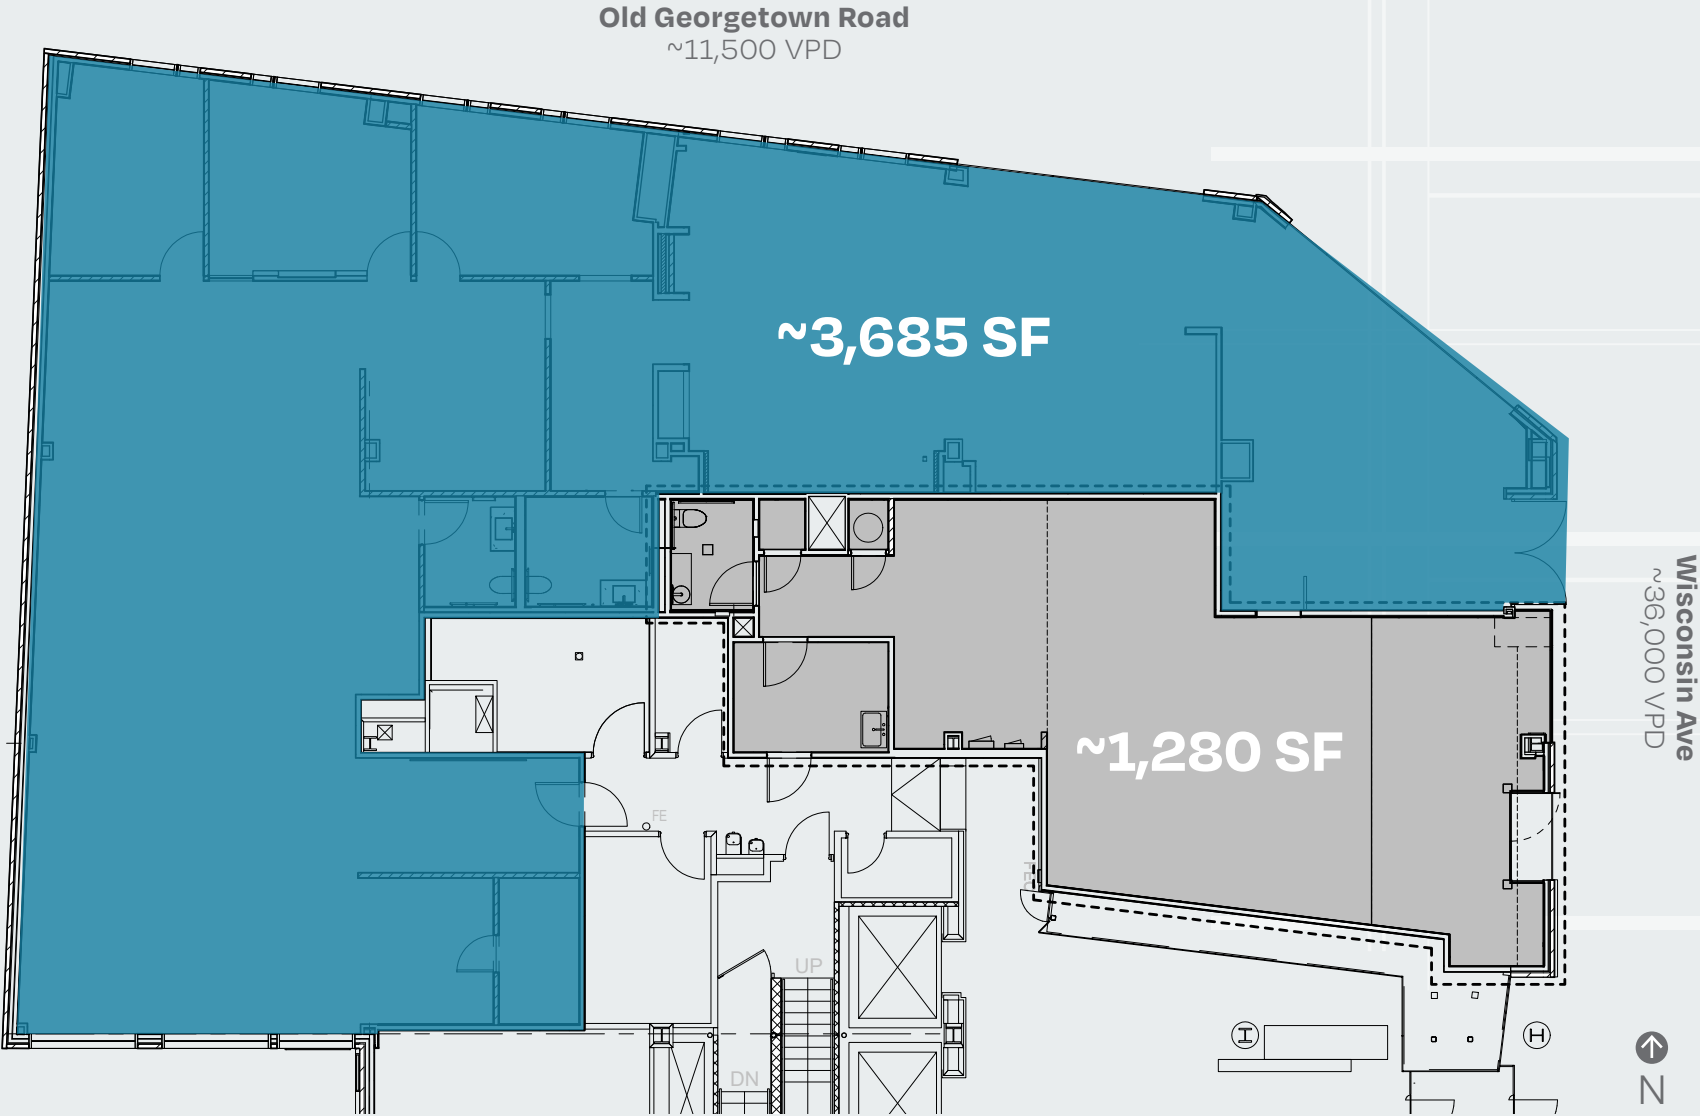 Old Georgetown Road
~11,500 VPD
~3,685 SF
Wisconsin Ave
~36,000 VPD
~1,280 SF
FE
UP
DN
N